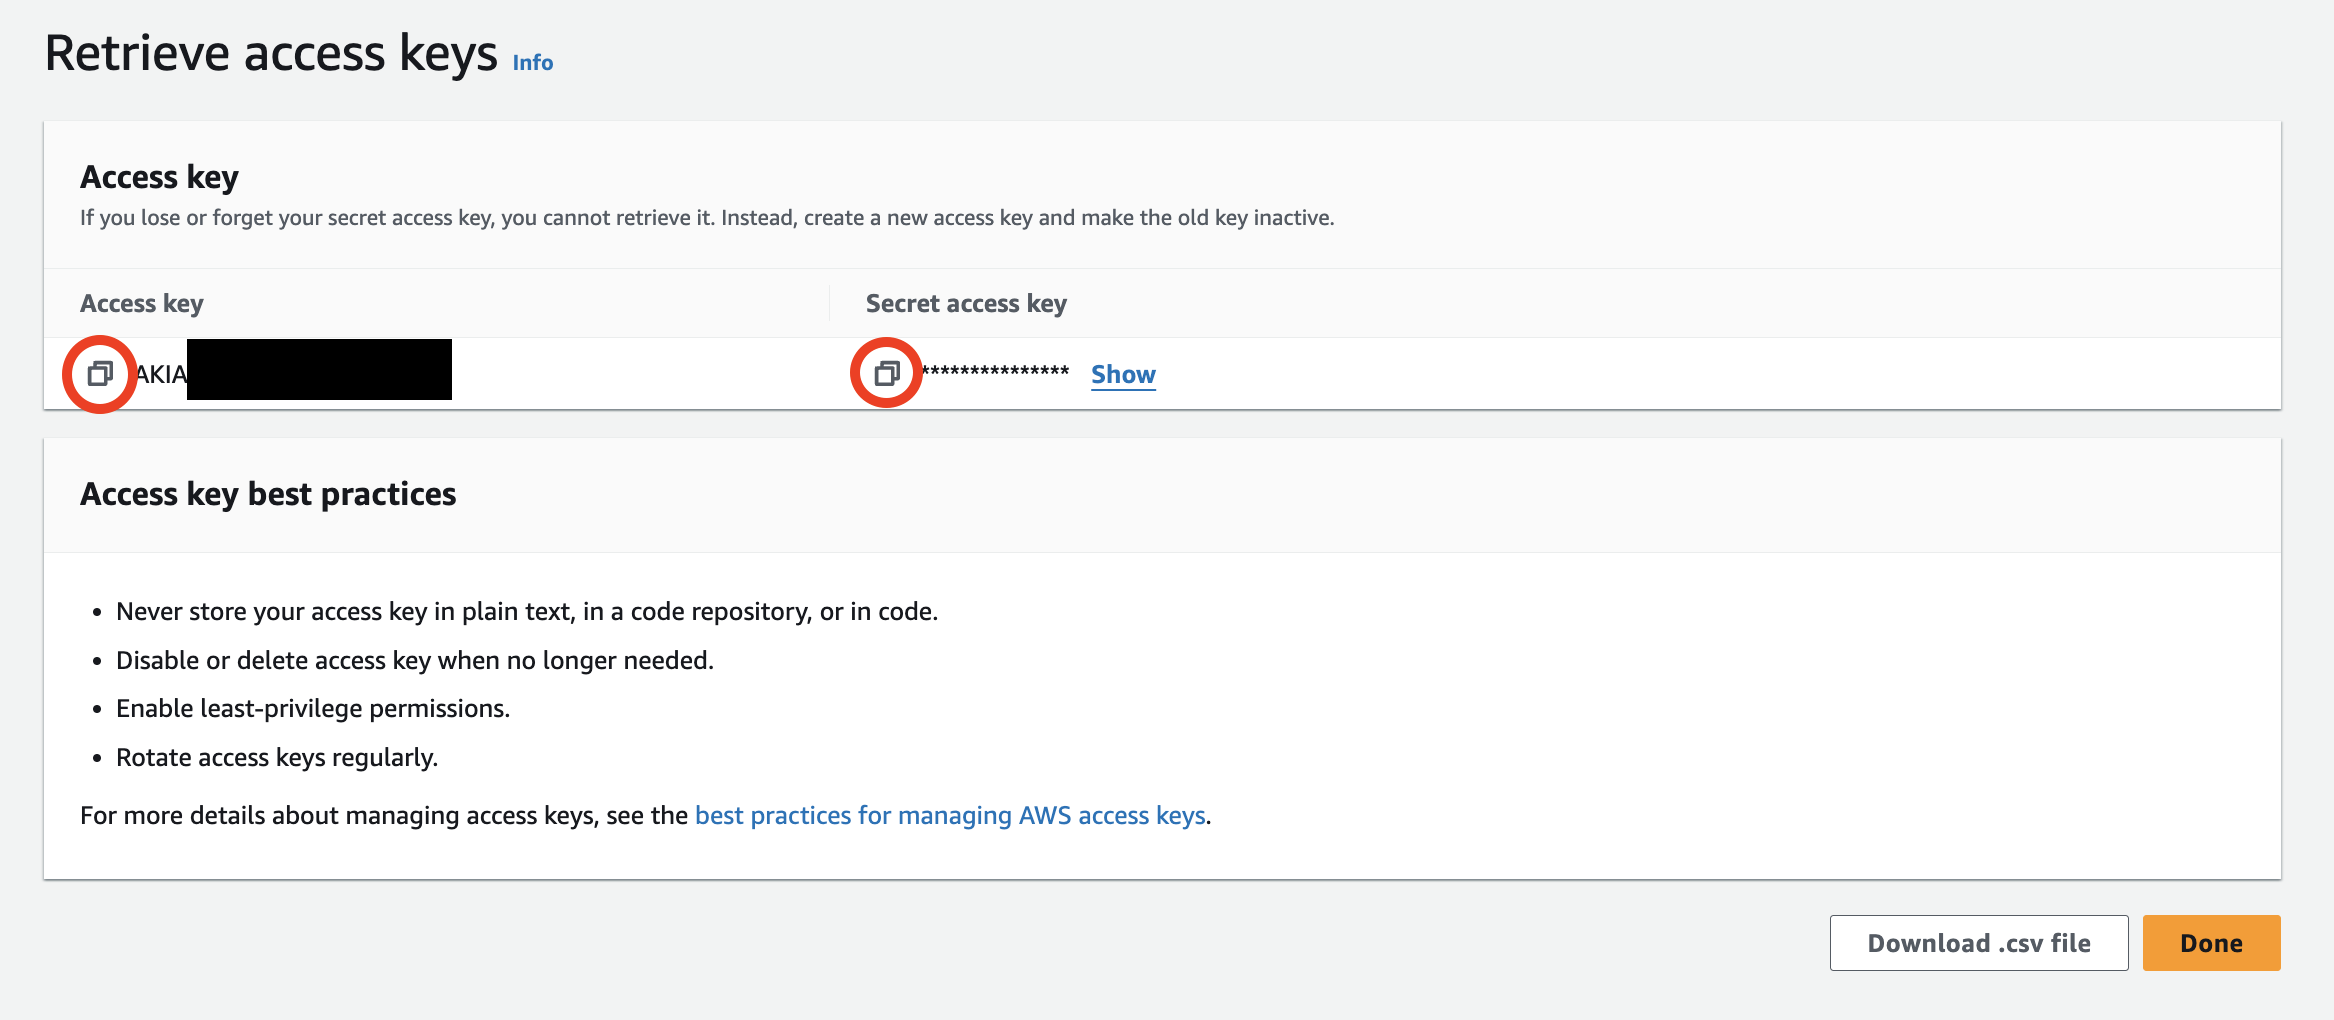 Retrieve access keys Info
Access key
If you lose or forget your secret access key, you cannot retrieve it. Instead, create a new access key and make the old key inactive.
Access key Secret access key
AKIA *************** Show
Access key best practices
• Never store your access key in plain text, in a code repository, or in code.
• Disable or delete access key when no longer needed.
• Enable least-privilege permissions.
• Rotate access keys regularly.
For more details about managing access keys, see the best practices for managing AWS access keys.
Download .csv file Done